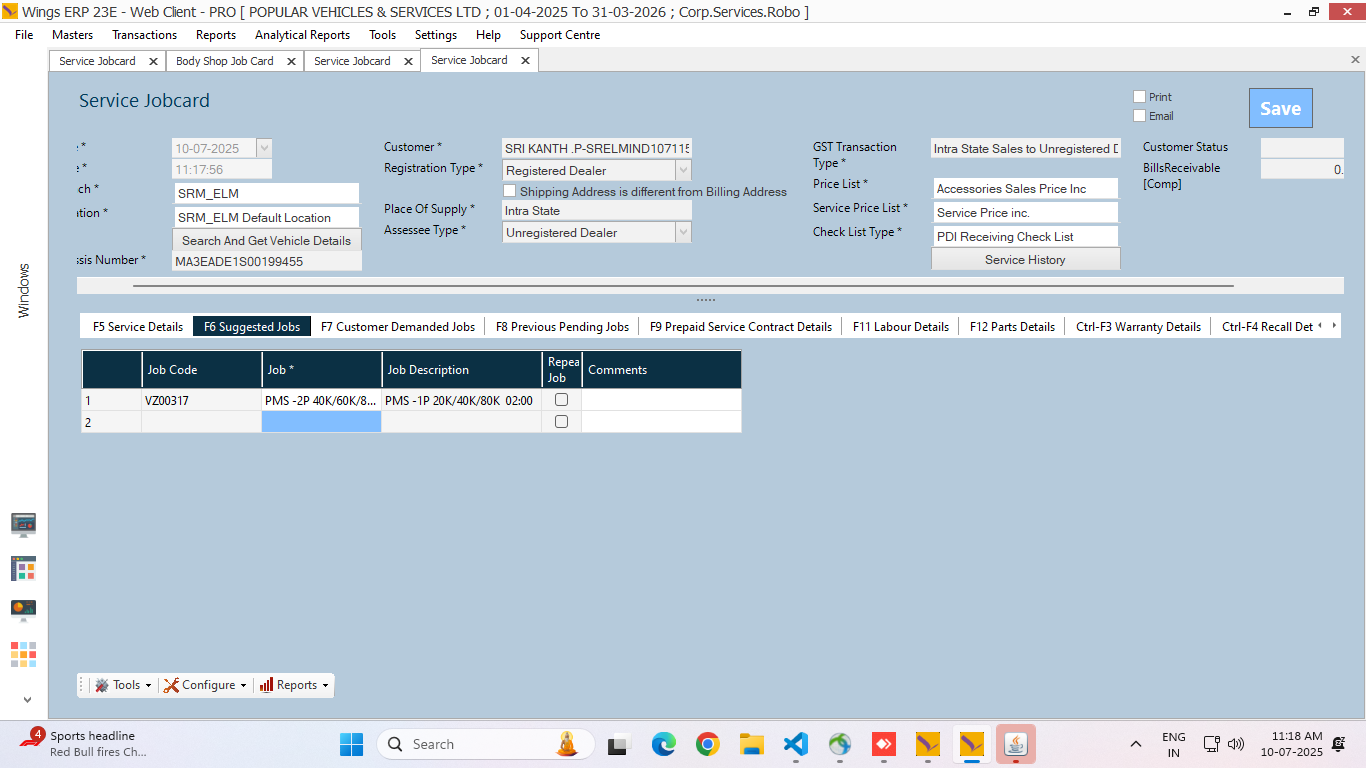 Wings ERP 23E - Web Client - PRO [ POPULAR VEHICLES & SERVICES LTD ; 01-04-2025 To 31-03-2026 ; Corp.Services.Robo ]
File Masters Transactions Reports Analytical Reports Tools Settings Help Support Centre
Service Jobcard Body Shop Job Card Service Jobcard Service Jobcard
Service Jobcard
Print
Email
Save
10-07-2025
11:17:56
SRM_ELM
SRM_ELM Default Location
Search And Get Vehicle Details
ssis Number * MA3EADE1S00199455
Customer * SRI KANTH .P-SRELMIND107115
Registration Type * Registered Dealer
Shipping Address is different from Billing Address
Place Of Supply * Intra State
Assessee Type * Unregistered Dealer
GST Transaction Type * Intra State Sales to Unregistered D
Price List * Accessories Sales Price Inc
Service Price List * Service Price inc.
Check List Type * PDI Receiving Check List
Service History
Customer Status
BillsReceivable [Comp] 0.
Windows
F5 Service Details F6 Suggested Jobs F7 Customer Demanded Jobs F8 Previous Pending Jobs F9 Prepaid Service Contract Details F11 Labour Details F12 Parts Details Ctrl-F3 Warranty Details Ctrl-F4 Recall Det
Job Code Job * Job Description Repea Job Comments
1 VZ00317 PMS -2P 40K/60K/8... PMS -1P 20K/40K/80K 02:00
2
Tools Configure Reports
4
Sports headline
Red Bull fires Ch...
Search
ENG
IN
11:18 AM
10-07-2025